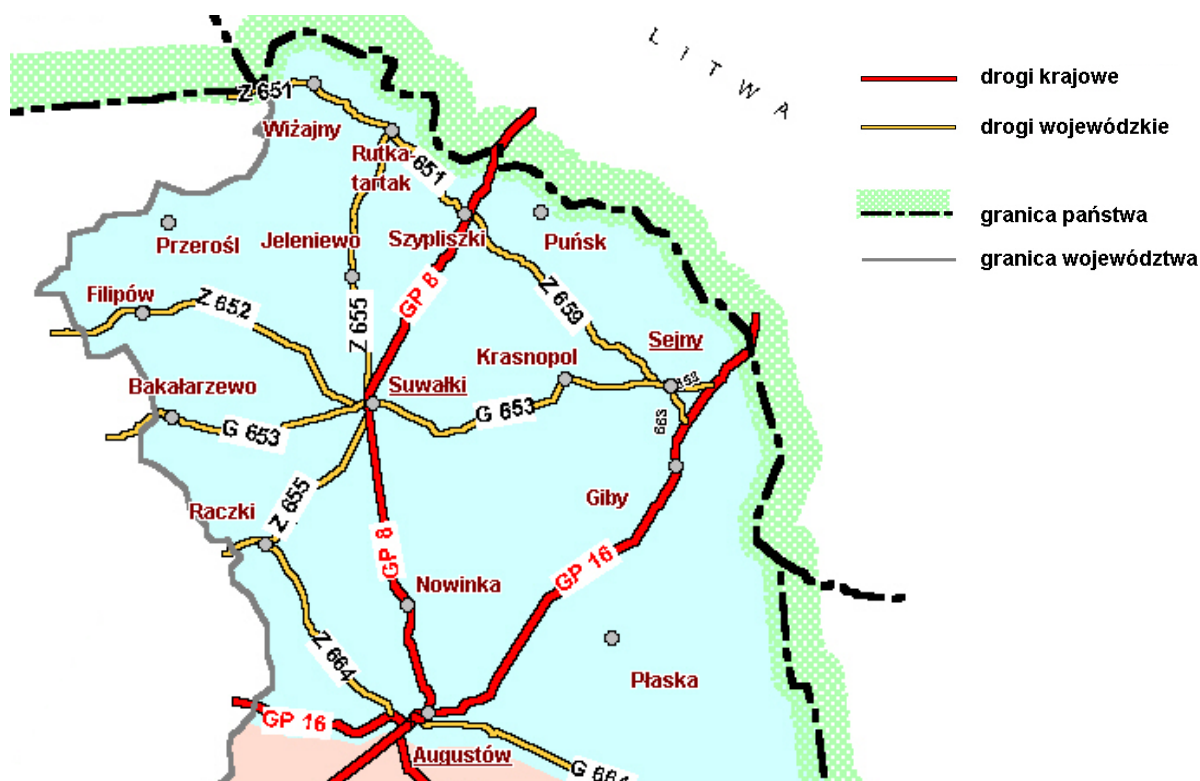 LITWA
drogi krajowe
drogi wojewódzkie
granica państwa
granica województwa
Z 651
Wiżajny
Rutka-
tartak
651
Przerośl
Jeleniewo
Szypliszki
Puńsk
Filipów
Z 652
Z 655
GP 8
Z 659
Sejny
Krasnopol
Bakałarzewo
Suwałki
653
G 653
G 653
663
Raczki
Z 655
Giby
GP 8
GP 16
Nowinka
Z 664
Płaska
GP 16
Augustów
G 664